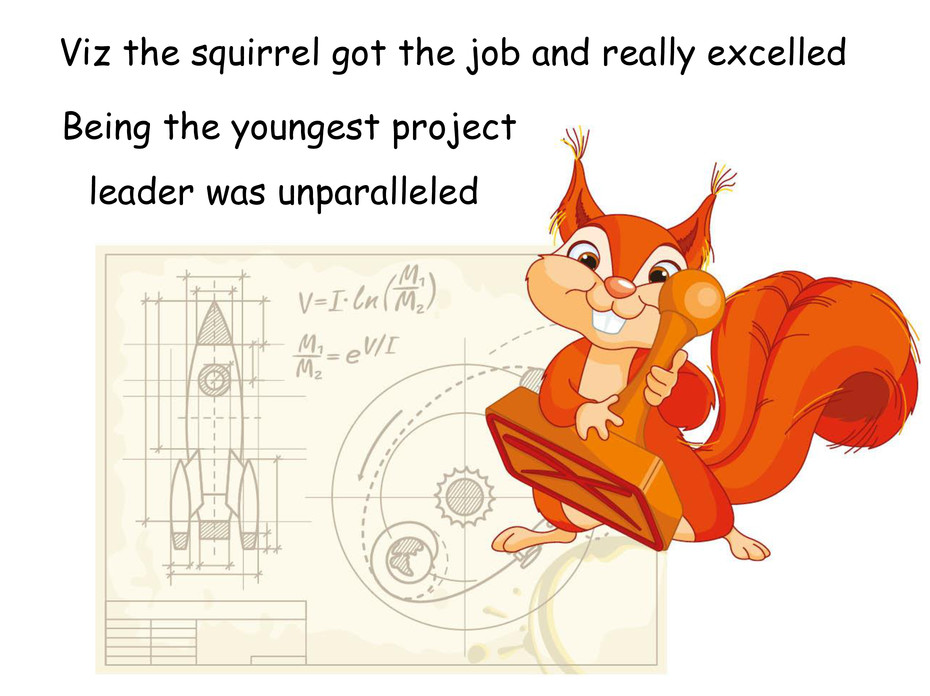 Viz the squirrel got the job and really excelled
Being the youngest project
leader was unparalleled
V=I·ln(M₁/M₂)
M₁/M₂=e^V/I